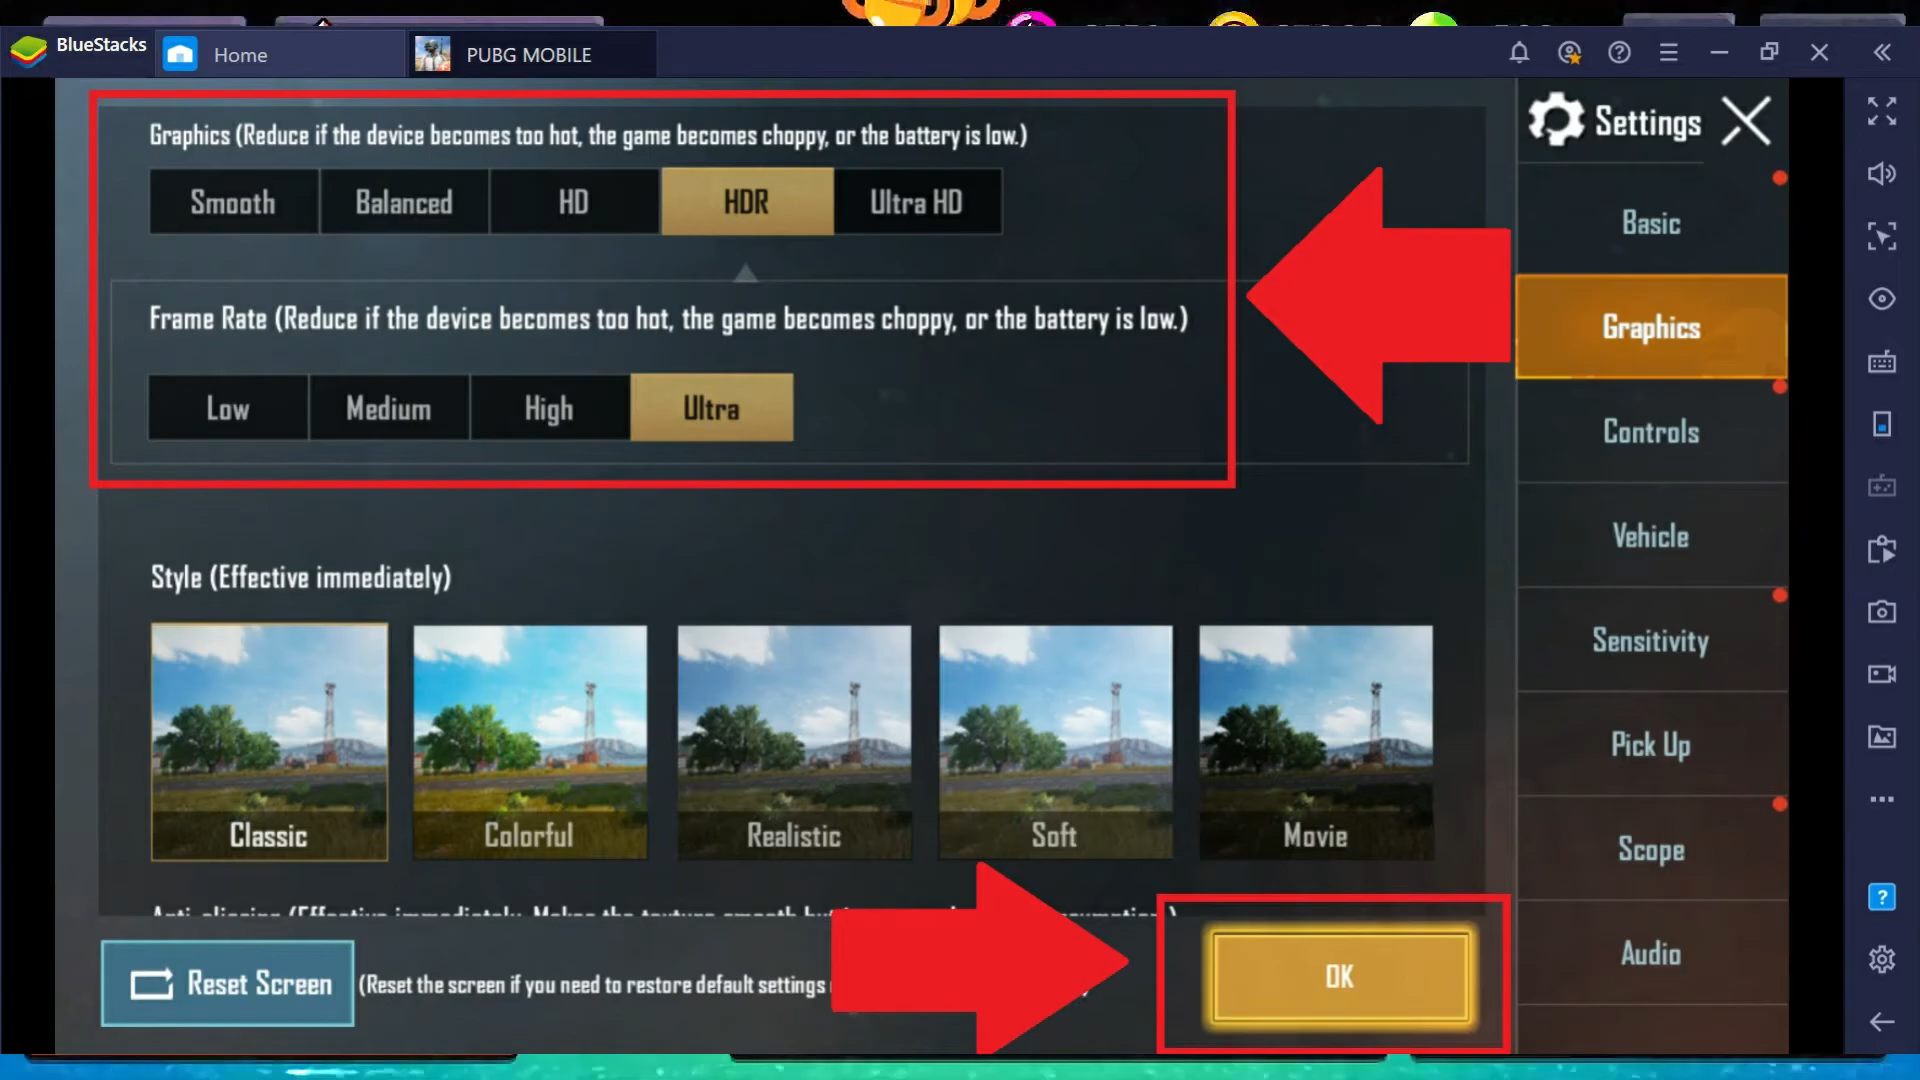 BlueStacks
Home
PUBG MOBILE
Graphics (Reduce if the device becomes too hot, the game becomes choppy, or the battery is low.)
Smooth
Balanced
HD
HDR
Ultra HD
Frame Rate (Reduce if the device becomes too hot, the game becomes choppy, or the battery is low.)
Low
Medium
High
Ultra
Style (Effective immediately)
Classic
Colorful
Realistic
Soft
Movie
Reset Screen
(Reset the screen if you need to restore default settings
OK
Settings
Basic
Graphics
Controls
Vehicle
Sensitivity
Pick Up
Scope
Audio
?